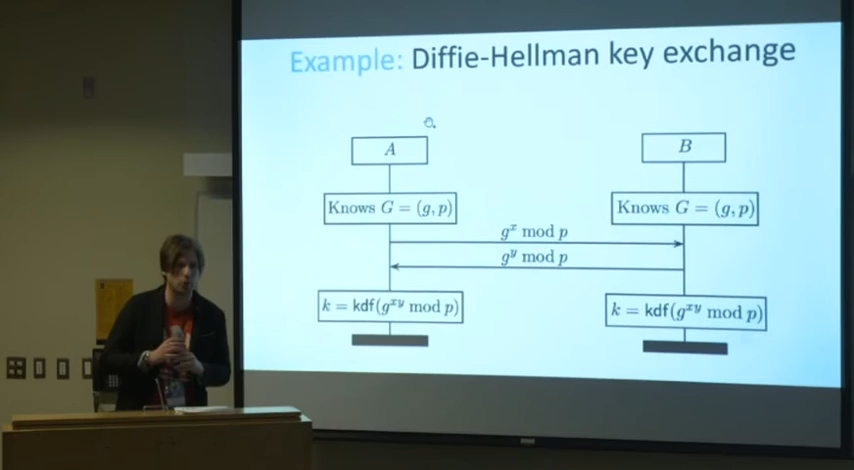 Example: Diffie-Hellman key exchange
A
B
Knows G = (g, p)
Knows G = (g, p)
g^x mod p
g^y mod p
k = kdf(g^{xy} mod p)
k = kdf(g^{xy} mod p)